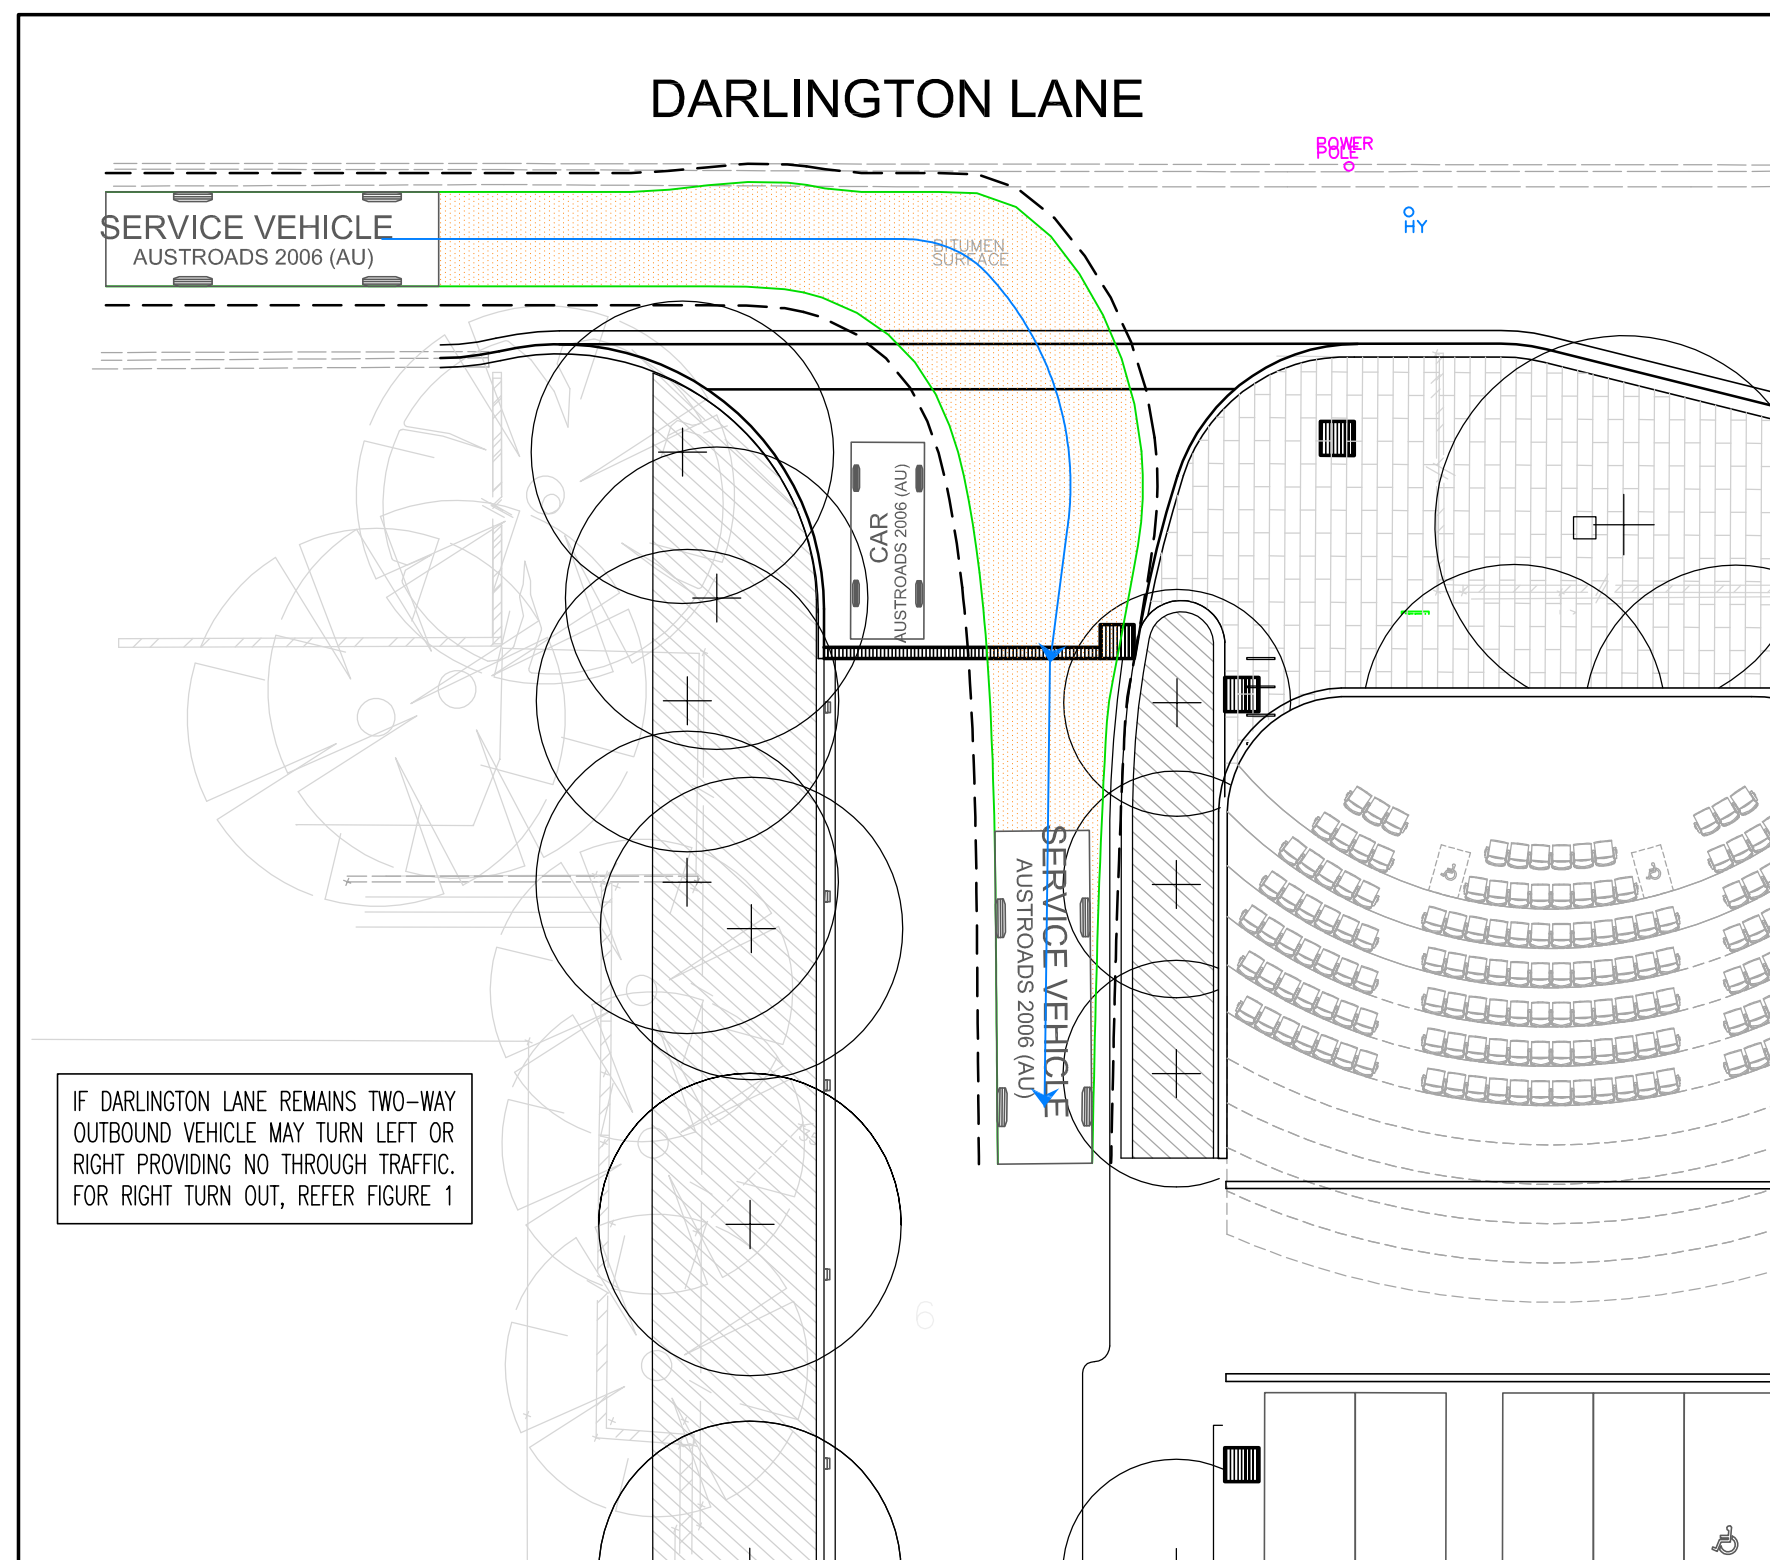 DARLINGTON LANE
POWER
POLE
HY
SERVICE VEHICLE
AUSTROADS 2006 (AU)
BITUMEN
SURFACE
CAR
AUSTROADS 2006 (AU)
SERVICE VEHICLE
AUSTROADS 2006 (AU)
IF DARLINGTON LANE REMAINS TWO-WAY
OUTBOUND VEHICLE MAY TURN LEFT OR
RIGHT PROVIDING NO THROUGH TRAFFIC.
FOR RIGHT TURN OUT, REFER FIGURE 1
6